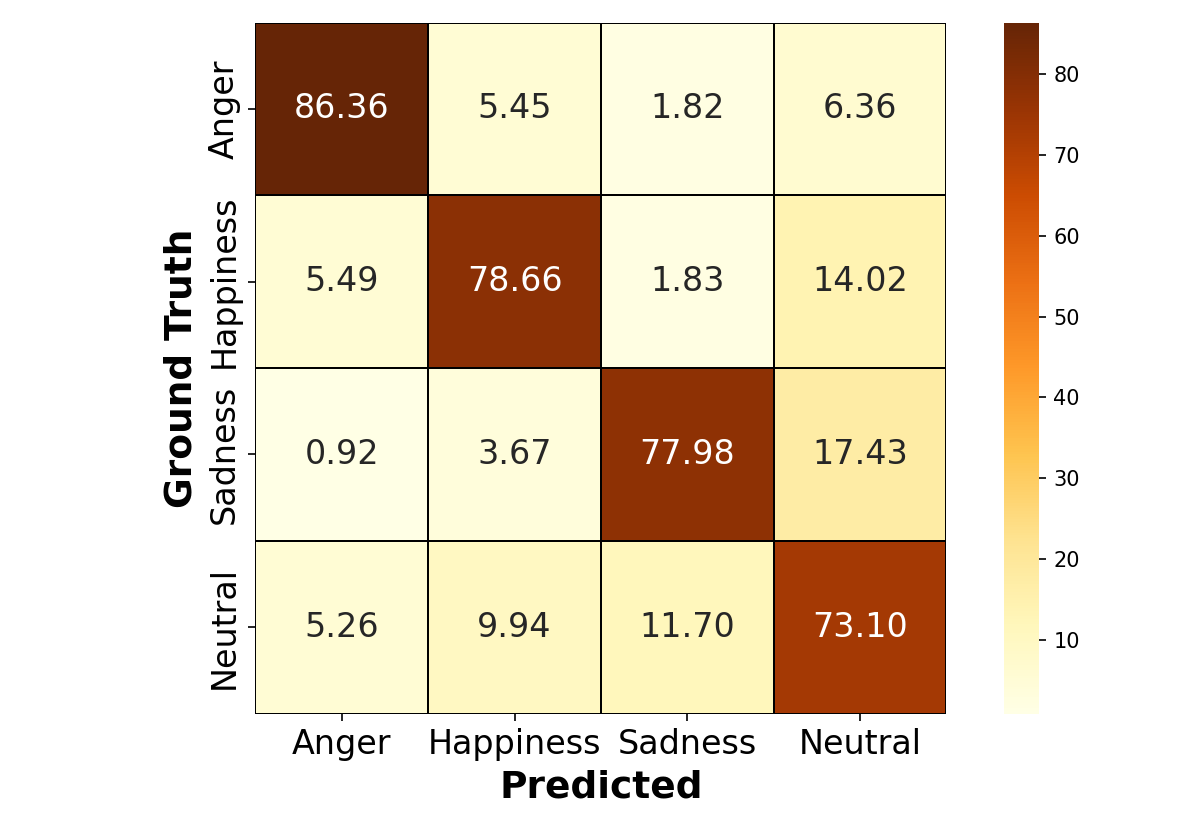 Ground Truth
Anger
86.36 5.45 1.82 6.36
Happiness
5.49 78.66 1.83 14.02
Sadness
0.92 3.67 77.98 17.43
Neutral
5.26 9.94 11.70 73.10
Anger Happiness Sadness Neutral
Predicted
80
70
60
50
40
30
20
10